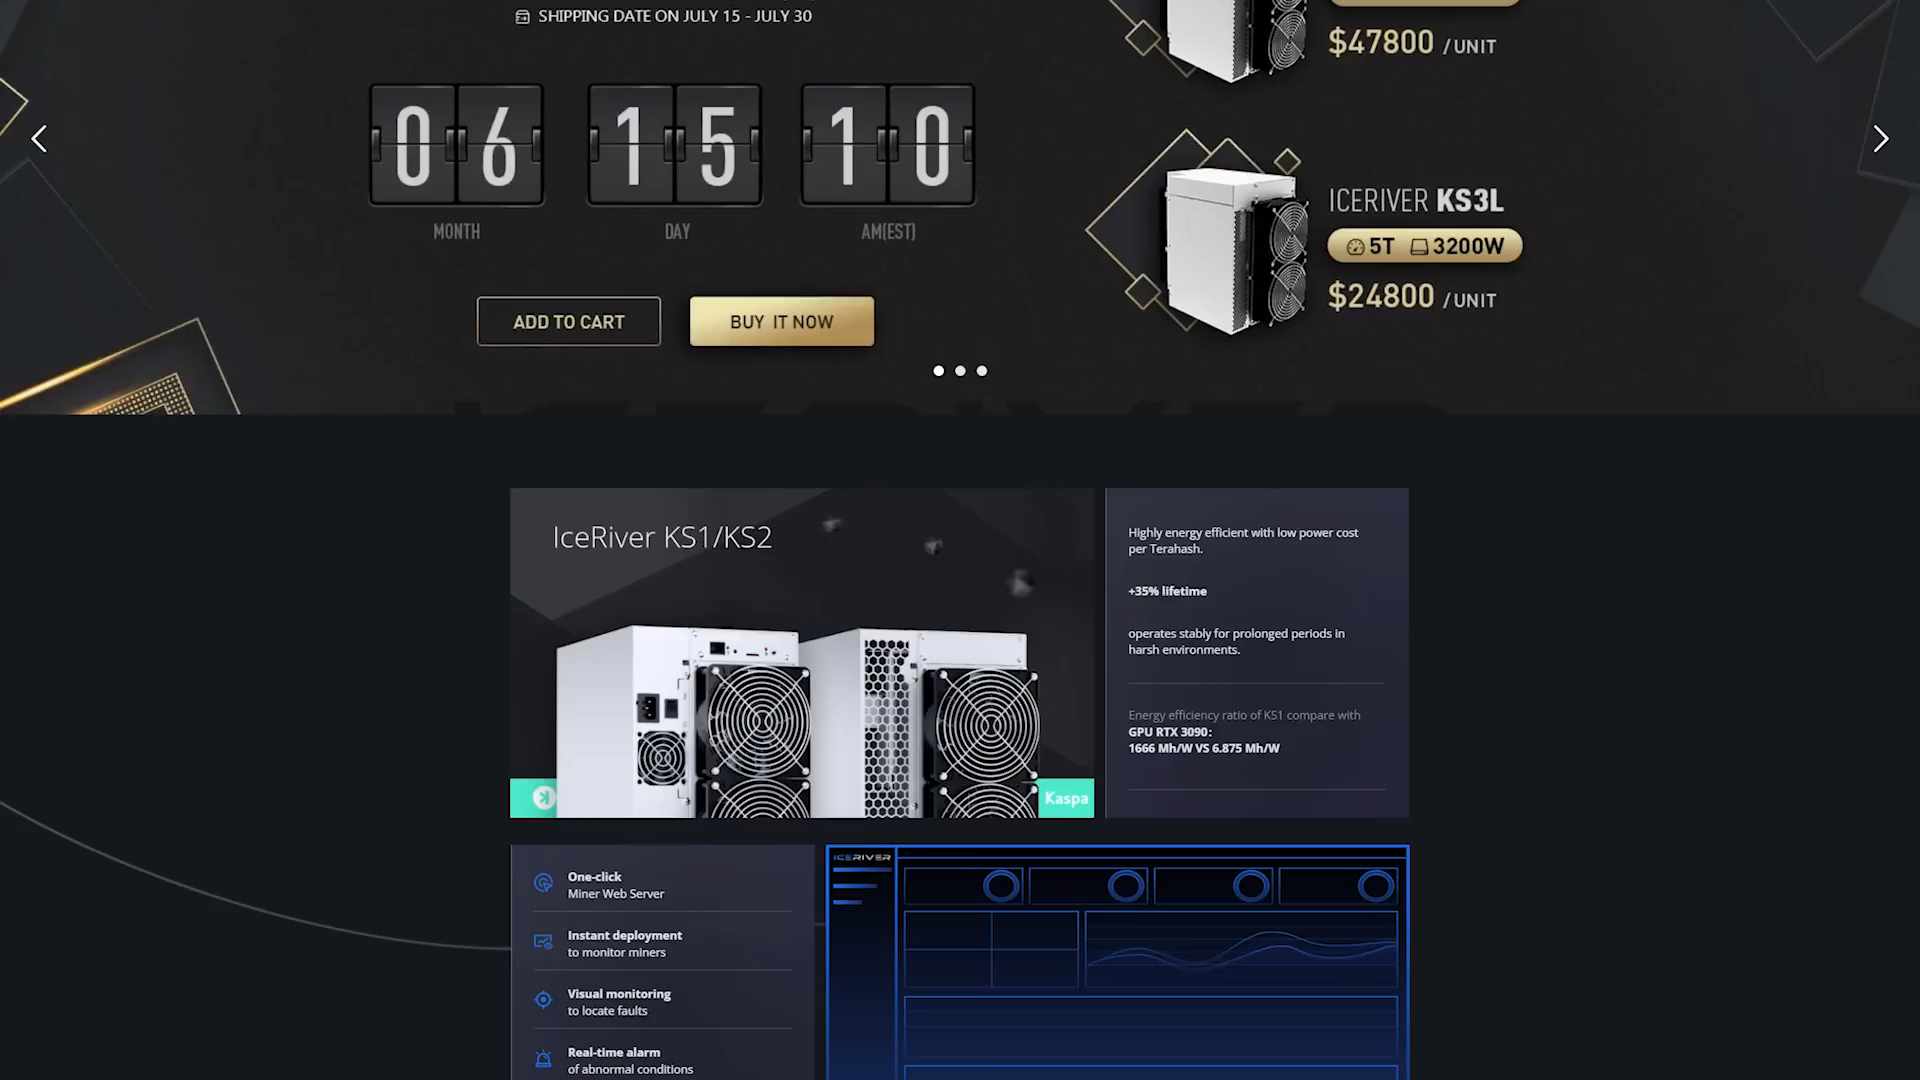 SHIPPING DATE ON JULY 15 - JULY 30
$47800 / UNIT
06
15
10
MONTH
DAY
AM(EST)
ICERIVER KS3L
5T 3200W
$24800 / UNIT
ADD TO CART
BUY IT NOW
IceRiver KS1/KS2
Kaspa
Highly energy efficient with low power cost
per Terahash.
+35% lifetime
operates stably for prolonged periods in
harsh environments.
Energy efficiency ratio of KS1 compare with
GPU RTX 3090:
1666 Mh/W VS 6.875 Mh/W
One-click
Miner Web Server
Instant deployment
to monitor miners
Visual monitoring
to locate faults
Real-time alarm
of abnormal conditions
ICERIVER